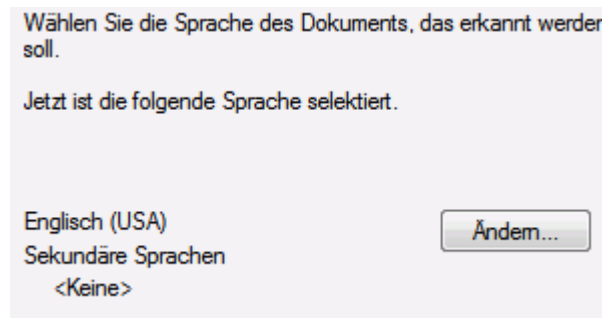 Wählen Sie die Sprache des Dokuments, das erkannt werden
soll.
Jetzt ist die folgende Sprache selektiert.
Englisch (USA)
Ändern...
Sekundäre Sprachen
<Keine>